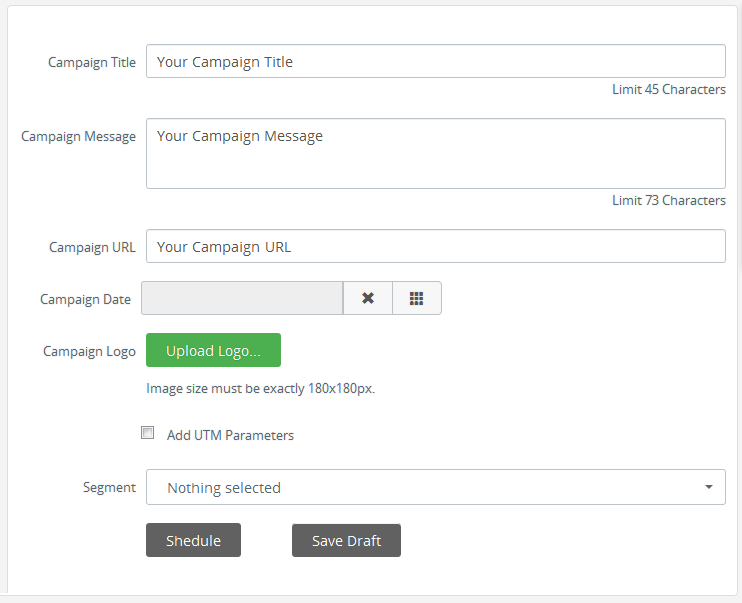 Campaign Title Your Campaign Title
Limit 45 Characters
Campaign Message Your Campaign Message
Limit 73 Characters
Campaign URL Your Campaign URL
Campaign Date
Campaign Logo Upload Logo...
Image size must be exactly 180x180px.
Add UTM Parameters
Segment Nothing selected
Shedule Save Draft